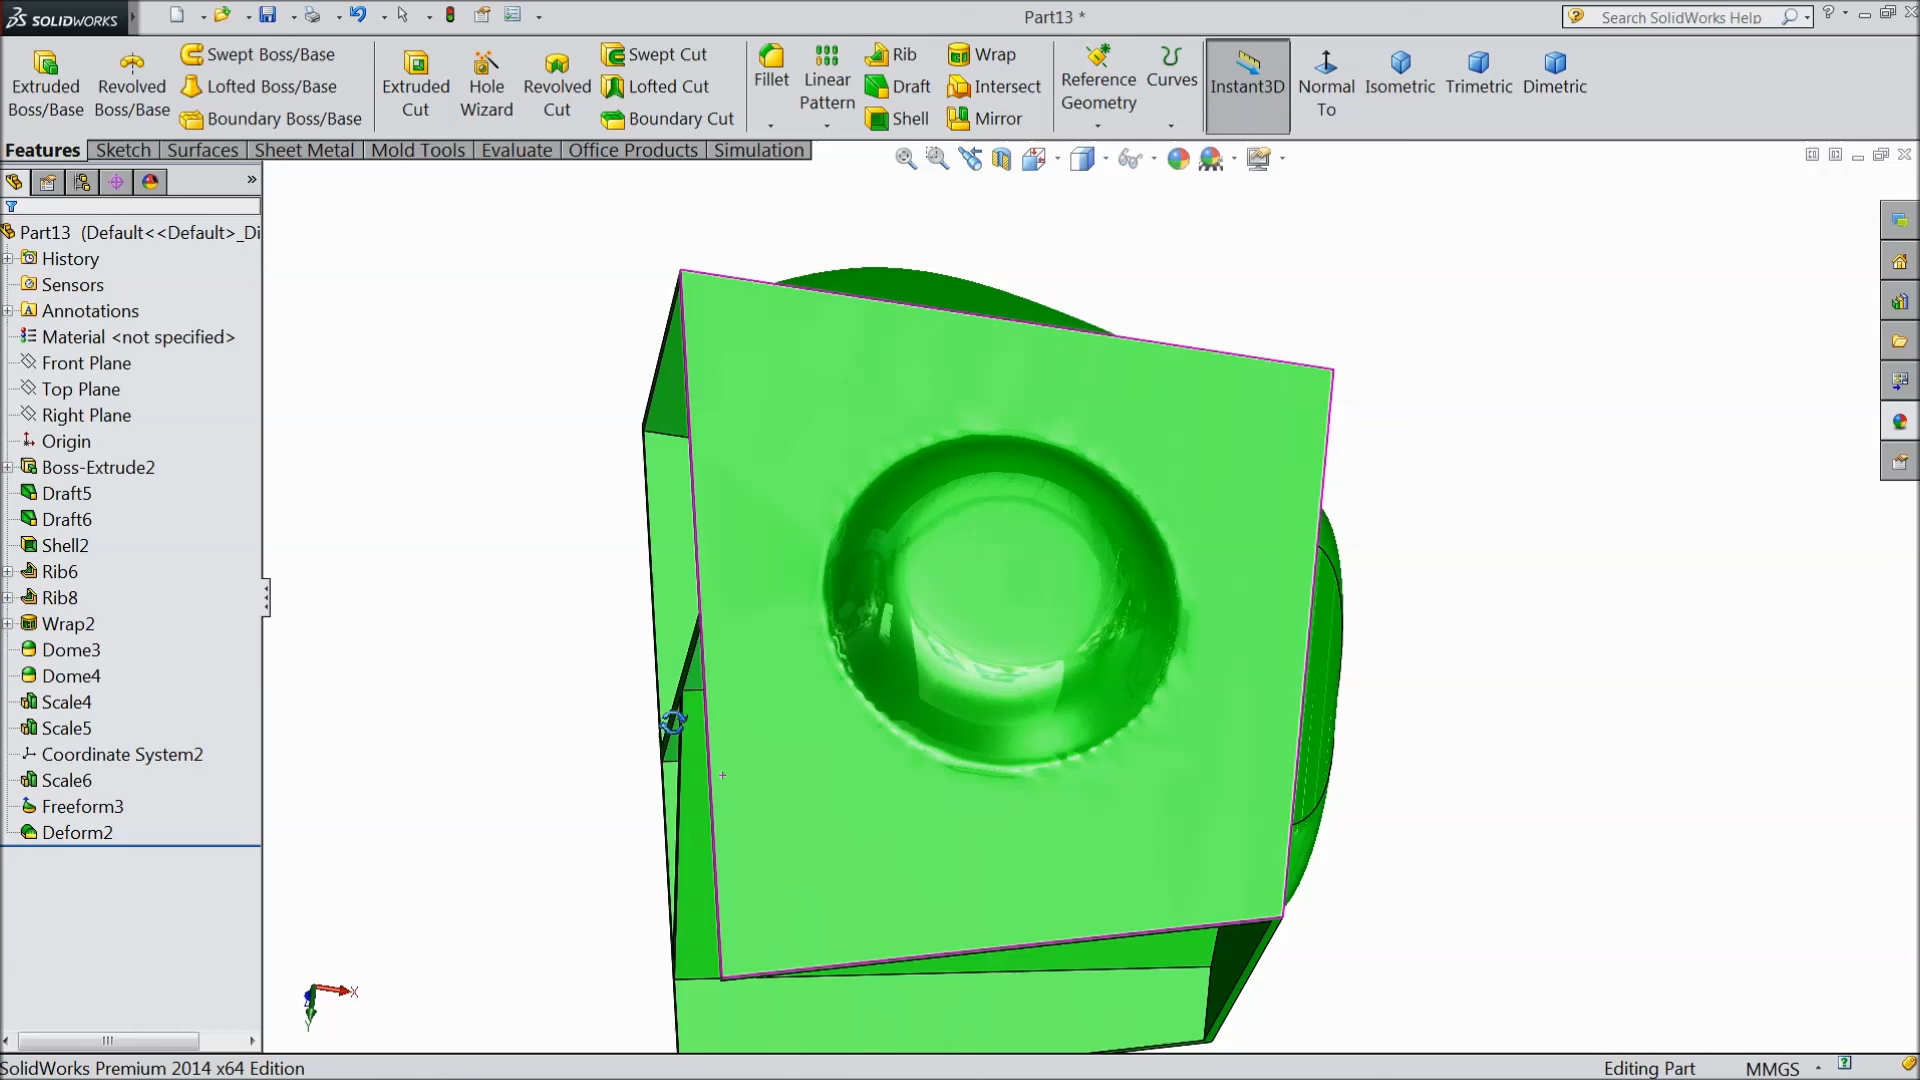 SOLIDWORKS
Part13 *
Search SolidWorks Help
Extruded Boss/Base
Revolved Boss/Base
Swept Boss/Base
Lofted Boss/Base
Boundary Boss/Base
Extruded Cut
Hole Wizard
Revolved Cut
Swept Cut
Lofted Cut
Boundary Cut
Fillet
Linear Pattern
Rib
Draft
Shell
Wrap
Intersect
Mirror
Reference Geometry
Curves
Instant3D
Normal To
Isometric
Trimetric
Dimetric
Features
Sketch
Surfaces
Sheet Metal
Mold Tools
Evaluate
Office Products
Simulation
Part13 (Default<<Default>_Di
History
Sensors
Annotations
Material <not specified>
Front Plane
Top Plane
Right Plane
Origin
Boss-Extrude2
Draft5
Draft6
Shell2
Rib6
Rib8
Wrap2
Dome3
Dome4
Scale4
Scale5
Coordinate System2
Scale6
Freeform3
Deform2
X
Y
SolidWorks Premium 2014 x64 Edition
Editing Part
MMGS